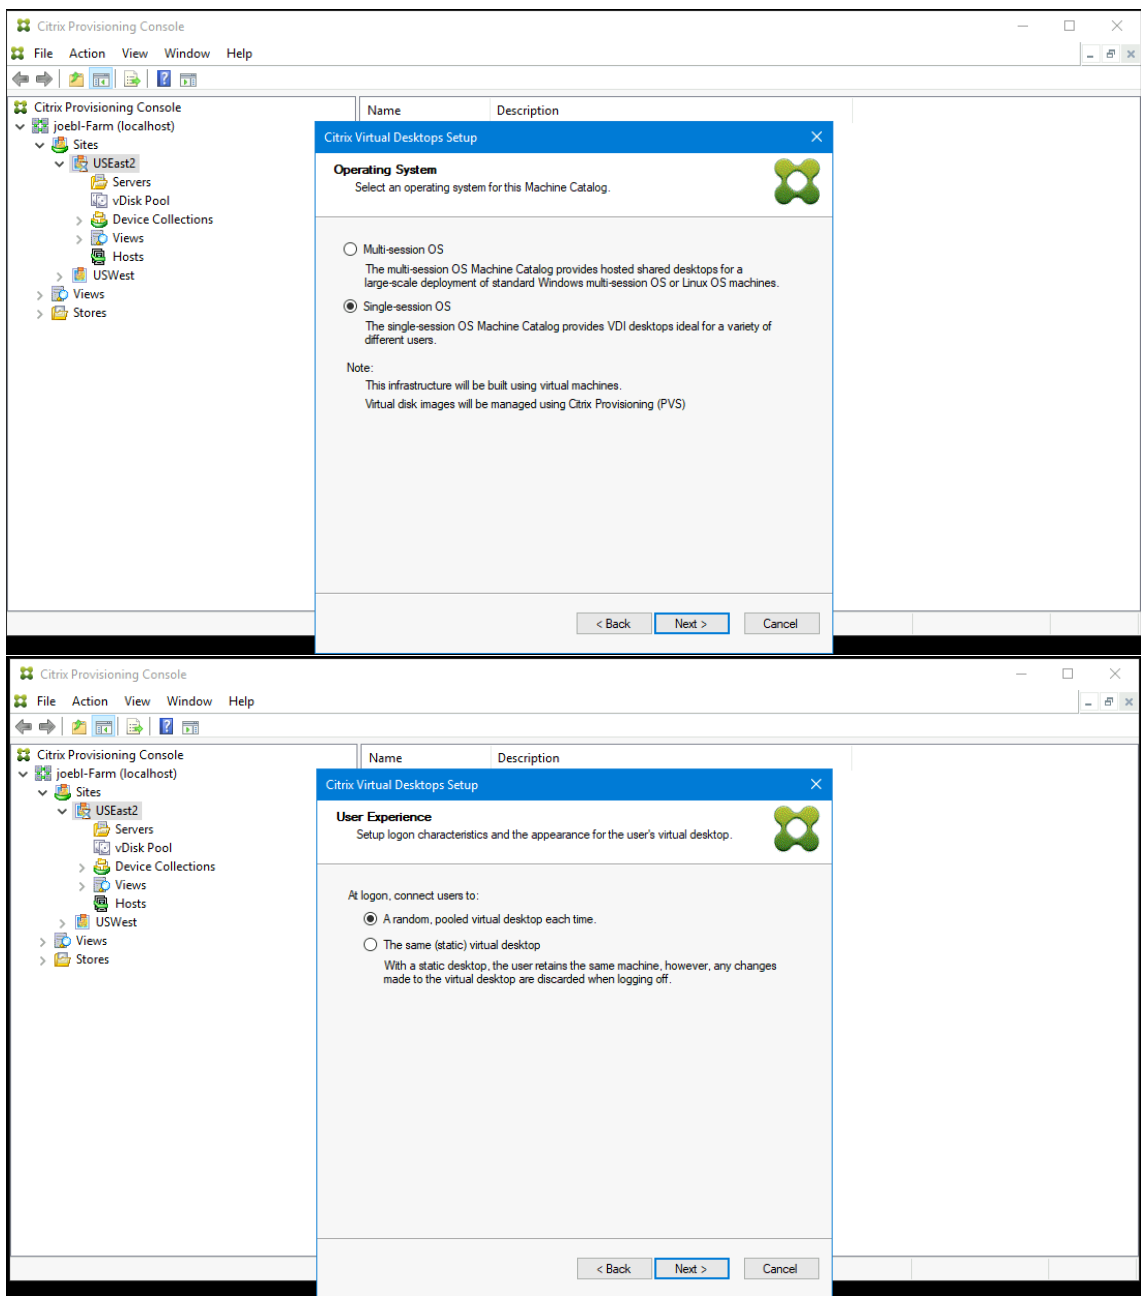 Citrix Provisioning Console
File Action View Window Help
Citrix Provisioning Console
joebl-Farm (localhost)
Sites
USEast2
Servers
vDisk Pool
Device Collections
Views
Hosts
USWest
Views
Stores
Name Description
Citrix Virtual Desktops Setup
Operating System
Select an operating system for this Machine Catalog.
Multi-session OS
The multi-session OS Machine Catalog provides hosted shared desktops for a
large-scale deployment of standard Windows multi-session OS or Linux OS machines.
Single-session OS
The single-session OS Machine Catalog provides VDI desktops ideal for a variety of
different users.
Note:
This infrastructure will be built using virtual machines.
Virtual disk images will be managed using Citrix Provisioning (PVS)
< Back Next > Cancel
Citrix Provisioning Console
File Action View Window Help
Citrix Provisioning Console
joebl-Farm (localhost)
Sites
USEast2
Servers
vDisk Pool
Device Collections
Views
Hosts
USWest
Views
Stores
Name Description
Citrix Virtual Desktops Setup
User Experience
Setup logon characteristics and the appearance for the user's virtual desktop.
At logon, connect users to:
A random, pooled virtual desktop each time.
The same (static) virtual desktop
With a static desktop, the user retains the same machine, however, any changes
made to the virtual desktop are discarded when logging off.
< Back Next > Cancel